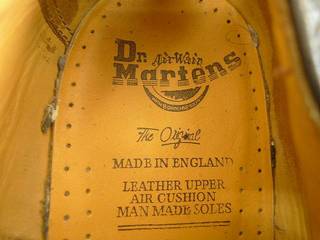 Dr. AirWair
Martens
The Original
MADE IN ENGLAND
LEATHER UPPER
AIR CUSHION
MAN MADE SOLES